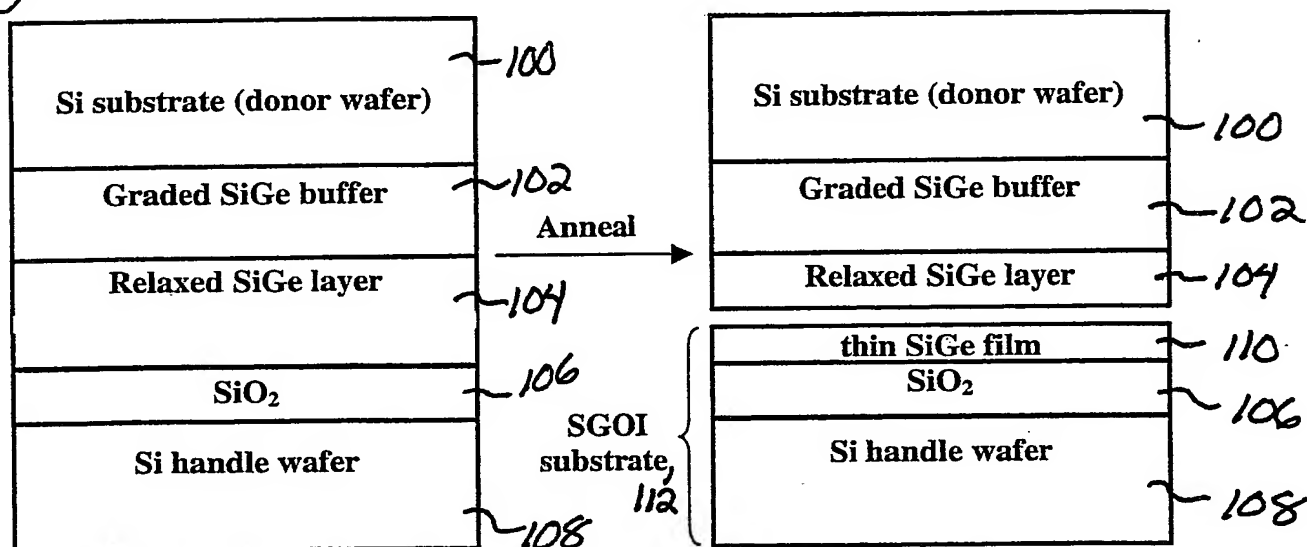 Si substrate (donor wafer)
100
Graded SiGe buffer
102
Relaxed SiGe layer
104
SiO₂
106
Si handle wafer
108
Anneal
Si substrate (donor wafer)
100
Graded SiGe buffer
102
Relaxed SiGe layer
104
thin SiGe film
110
SiO₂
106
Si handle wafer
108
SGOI
substrate,
112